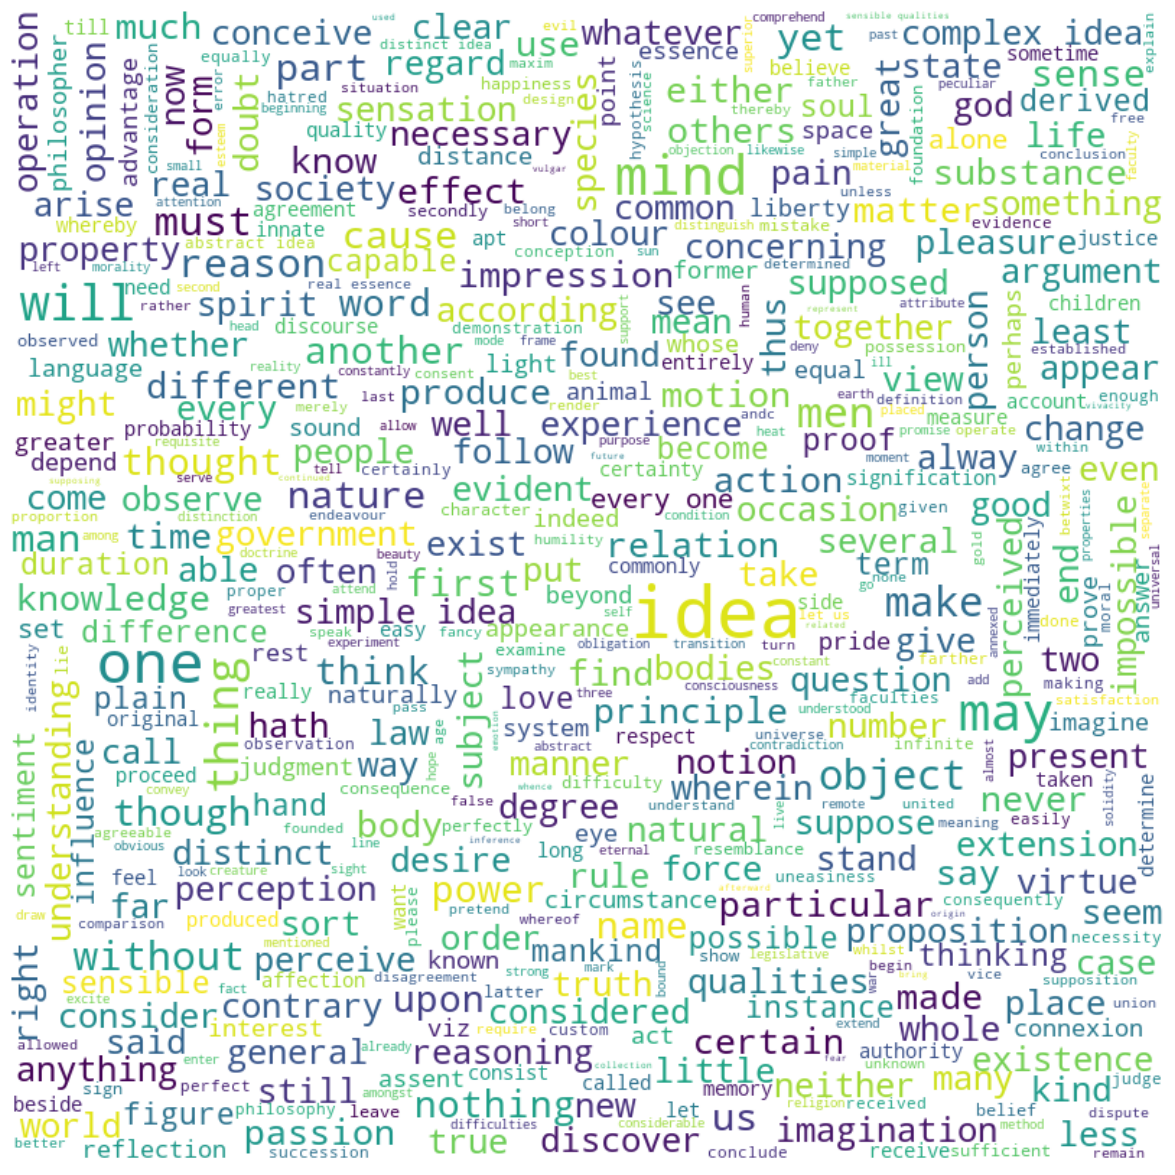 operation
philosopher
till
much
conceive
clear
use
whatever
comprehend
yet
sensible qualities
complex idea
explain
used
evil
superior
past
opinion
equally
distinct idea
maxim
essence
state
sometime
advantage
consideration
now
form
error
part
regard
believe
sense
situation
happiness
father
peculiar
hatred
design
point
hypothesis
science
either
soul
great
god
derived
free
beginning
doubt
sensation
species
thereby
quality
necessary
others
space
foundation
alone
life
esteem
know
distance
objection
likewise
simple
conclusion
faculty
small
vulgar
mind
pain
material
substance
real
society
effect
unless
arise
attention
agreement
secondly
belong
common
liberty
matter
something
whereby
must
innate
short
evidence
abstract idea
cause
apt
colour
distinguish
mistake
property
capable
conception
sun
concerning
pleasure
justice
left
morality
reason
impression
former
determined
argument
need
second
real essence
supposed
will
rather
spirit
word
according
see
human
attribute
children
head
discourse
demonstration
support
mean
thus
represent
together
person
perhaps
least
observed
whether
another
mode
frame
whose
deny
possession
established
language
reality
constantly
consent
light
found
entirely
equal
ill
view
appear
different
last
best
produce
animal
motion
earth
definition
account
enough
might
every
merely
render
andc
men
placed
measure
vivacity
probability
sound
allow
well
experience
heat
promise
operate
change
greater
requisite
people
follow
purpose
become
proof
within
depend
thought
tell
certainly
future
certainty
moment
alway
agree
even
supposing
serve
continued
action
signification
come
observe
nature
evident
every one
occasion
given
good
betwixt
properties
separate
proportion
among
distinction
endeavour
character
indeed
condition
gold
perceived
immediately
impossible
universal
man
time
government
exist
humility
relation
several
end
duration
doctrine
beauty
commonly
term
able
often
hold
first
put
take
go
none
knowledge
proper
attend
beyond
idea
side
make
answer
greatest
simple idea
self
let us
done
prove
moral
set
difference
speak
easy
fancy
appearance
related
experiment
obligation
transition
turn
pride
give
annexed
identity
one
rest
examine
farther
two
lie
thing
think
subject
sympathy
find
bodies
constant
question
making
plain
really
naturally
love
three
consciousness
faculties
add
satisfaction
original
pass
principle
understood
number
may
imagine
understanding
hath
age
emotion
system
respect
universe
call
observation
law
abstract
contradiction
infinite
almost
present
sentiment
influence
judgment
way
hope
manner
notion
object
taken
proceed
difficulty
wherein
convey
consequence
whence
never
solidity
though
hand
false
degree
understand
live
remote
united
easily
determine
agreeable
founded
body
perfectly
natural
suppose
meaning
obvious
line
inference
eye
resemblance
extension
distinct
desire
long
eternal
stand
look
creature
sight
rule
force
uneasiness
say
feel
perception
power
afterward
virtue
far
want
please
circumstance
consequently
draw
produced
sort
pretend
whereof
particular
origin
seem
comparison
name
mentioned
order
possible
proposition
necessity
right
without
perceive
known
mankind
show
legislative
whilst
thinking
case
sensible
affection
disagreement
strong
mark
bound
begin
war
vice
supposition
excite
fact
latter
truth
qualities
bring
consider
contrary
upon
considered
instance
made
place
union
interest
viz
require
custom
extend
whole
connexion
said
act
allowed
enter
general
already
reasoning
certain
fear
authority
existence
anything
collection
little
unknown
assent
consist
sign
perfect
still
called
memory
neither
many
kind
judge
beside
amongst
nothing
new
religion
received
figure
philosophy
leave
let
us
belief
dispute
world
difficulties
considerable
method
better
passion
true
discover
imagination
less
reflection
succession
conclude
receive
sufficient
remain